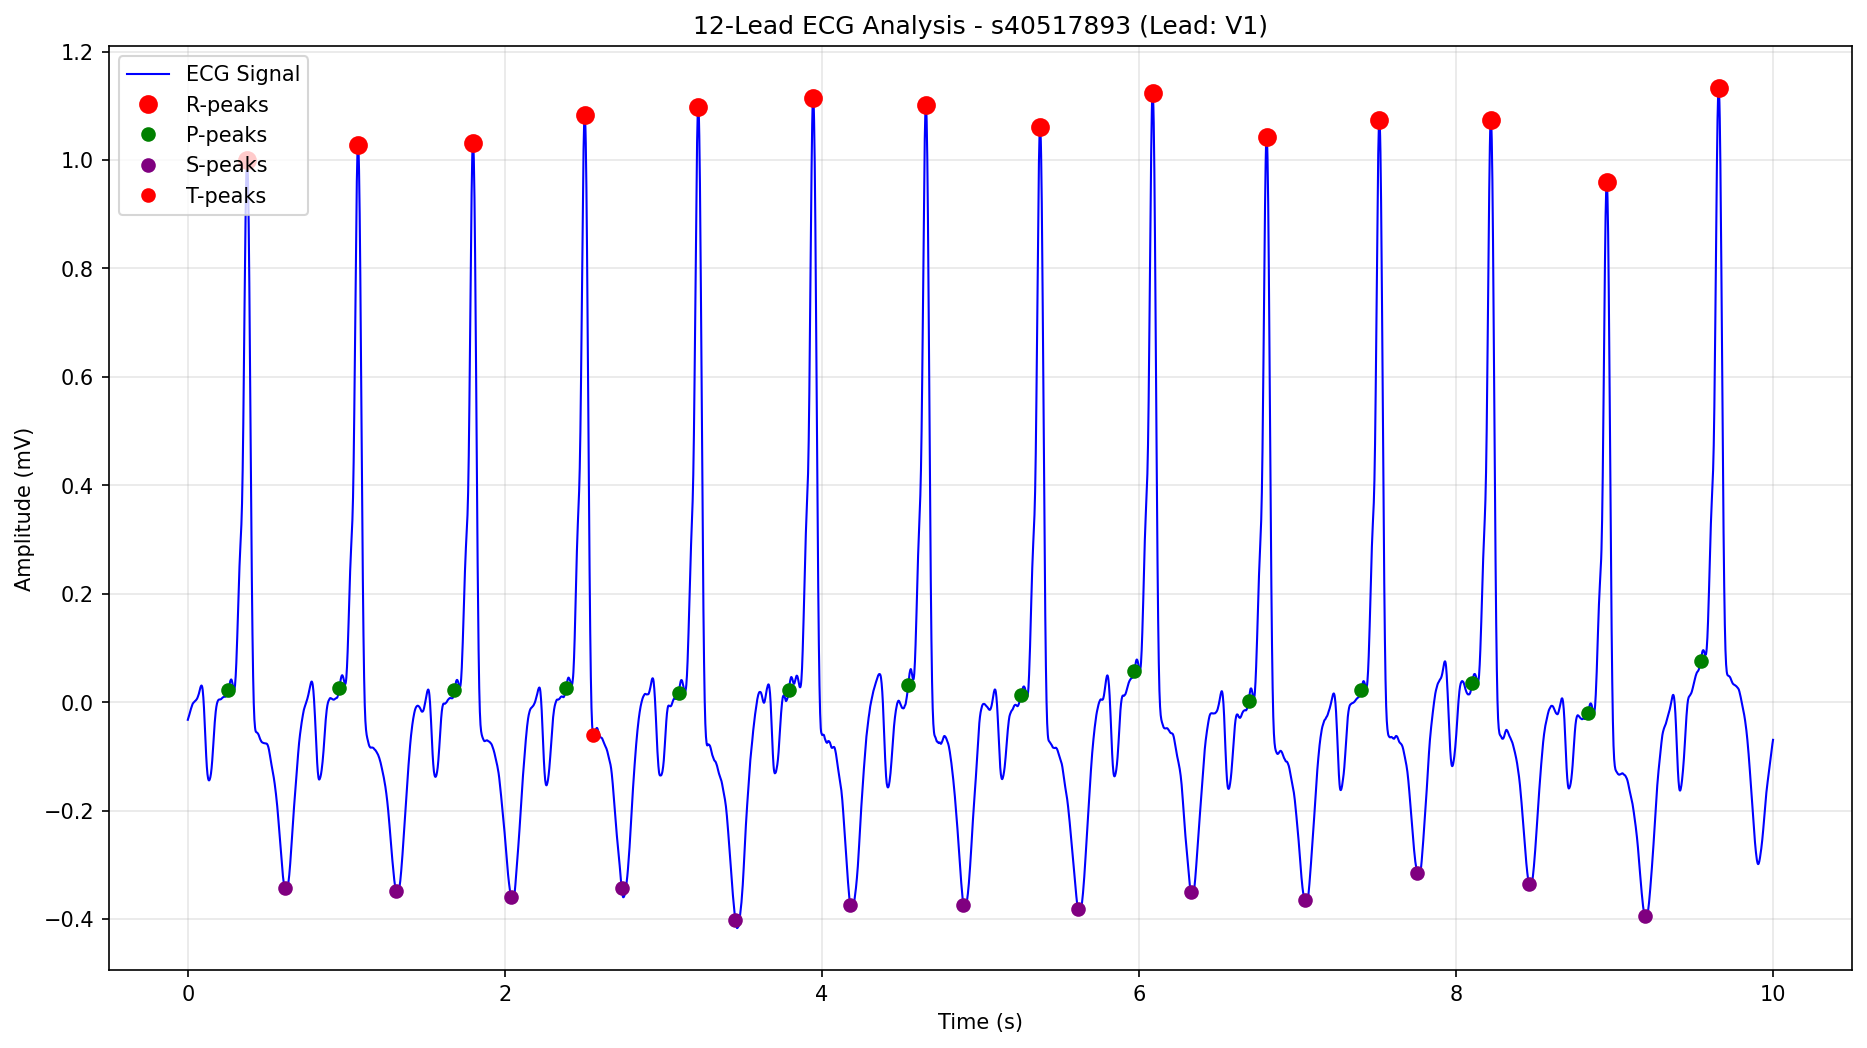 12-Lead ECG Analysis - s40517893 (Lead: V1)
ECG Signal
R-peaks
P-peaks
S-peaks
T-peaks
Amplitude (mV)
1.2
1.0
0.8
0.6
0.4
0.2
0.0
−0.2
−0.4
0 2 4 6 8 10
Time (s)